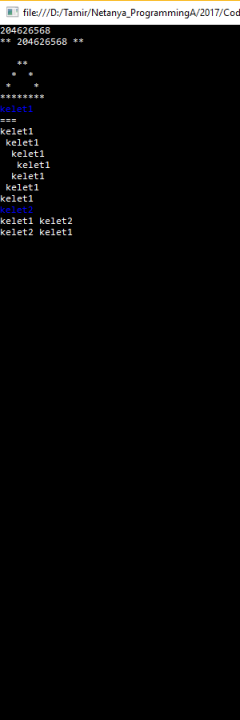 file:///D:/Tamir/Netanya_ProgrammingA/2017/Cod
204626568
** 204626568 **
   **
  *  *
 *    *
********
kelet1
===
kelet1
 kelet1
  kelet1
   kelet1
  kelet1
 kelet1
kelet1
kelet2
kelet1 kelet2
kelet2 kelet1